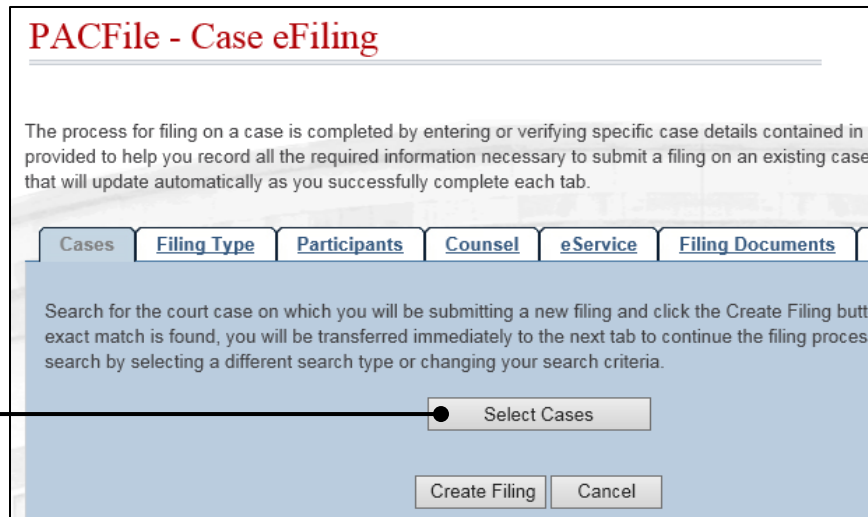 PACFile - Case eFiling
The process for filing on a case is completed by entering or verifying specific case details contained in
provided to help you record all the required information necessary to submit a filing on an existing case
that will update automatically as you successfully complete each tab.
Cases Filing Type Participants Counsel eService Filing Documents
Search for the court case on which you will be submitting a new filing and click the Create Filing butt
exact match is found, you will be transferred immediately to the next tab to continue the filing proces
search by selecting a different search type or changing your search criteria.
Select Cases
Create Filing Cancel